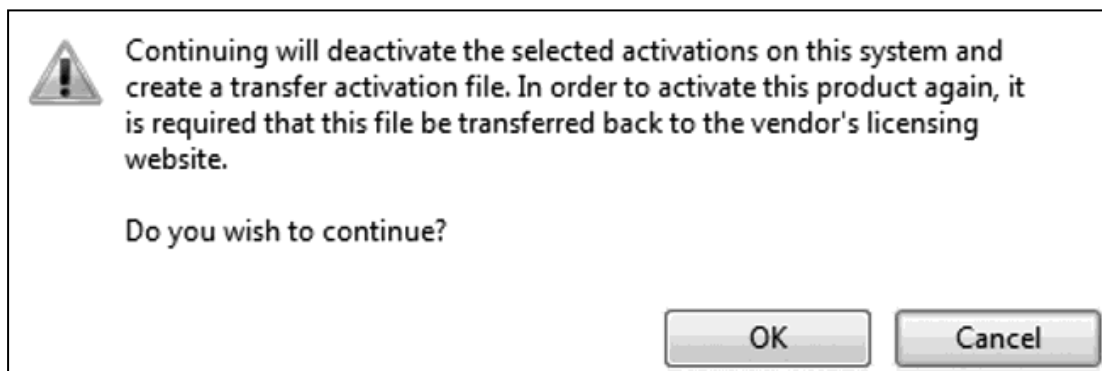 Continuing will deactivate the selected activations on this system and
create a transfer activation file. In order to activate this product again, it
is required that this file be transferred back to the vendor's licensing
website.
Do you wish to continue?
OK
Cancel